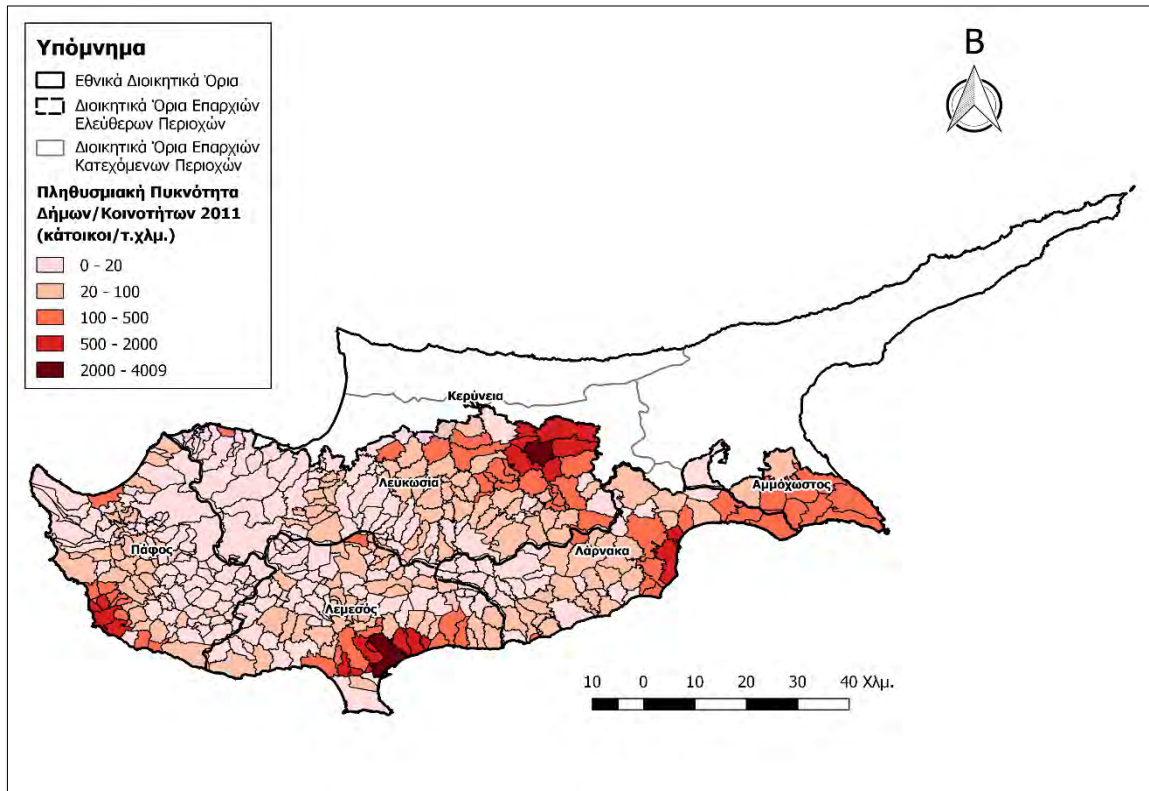 Υπόμνημα
Εθνικά Διοικητικά Όρια
Διοικητικά Όρια Επαρχιών
Ελεύθερων Περιοχών
Διοικητικά Όρια Επαρχιών
Κατεχόμενων Περιοχών
Πληθυσμιακή Πυκνότητα
Δήμων/Κοινοτήτων 2011
(κάτοικοι/τ.χλμ.)
0 - 20
20 - 100
100 - 500
500 - 2000
2000 - 4009
Β
Κερύνεια
Λευκωσία
Αμμόχωστος
Πάφος
Λάρνακα
Λεμεσός
10 0 10 20 30 40 Χλμ.